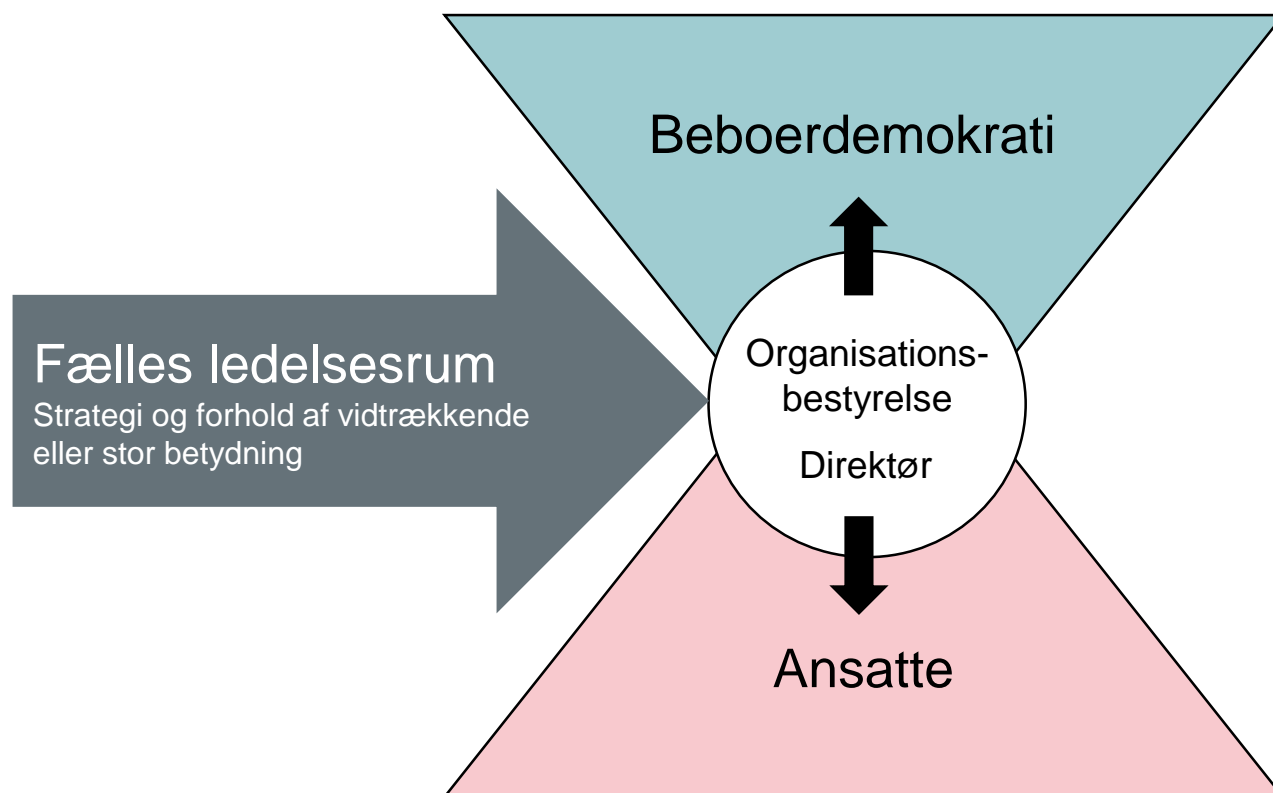 Beboerdemokrati
Fælles ledelsesrum
Strategi og forhold af vidtrækkende
eller stor betydning
Organisations-
bestyrelse
Direktør
Ansatte